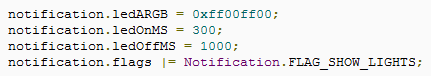 notification.ledARGB = 0xff00ff00;
notification.ledOnMS = 300;
notification.ledOffMS = 1000;
notification.flags |= Notification.FLAG_SHOW_LIGHTS;